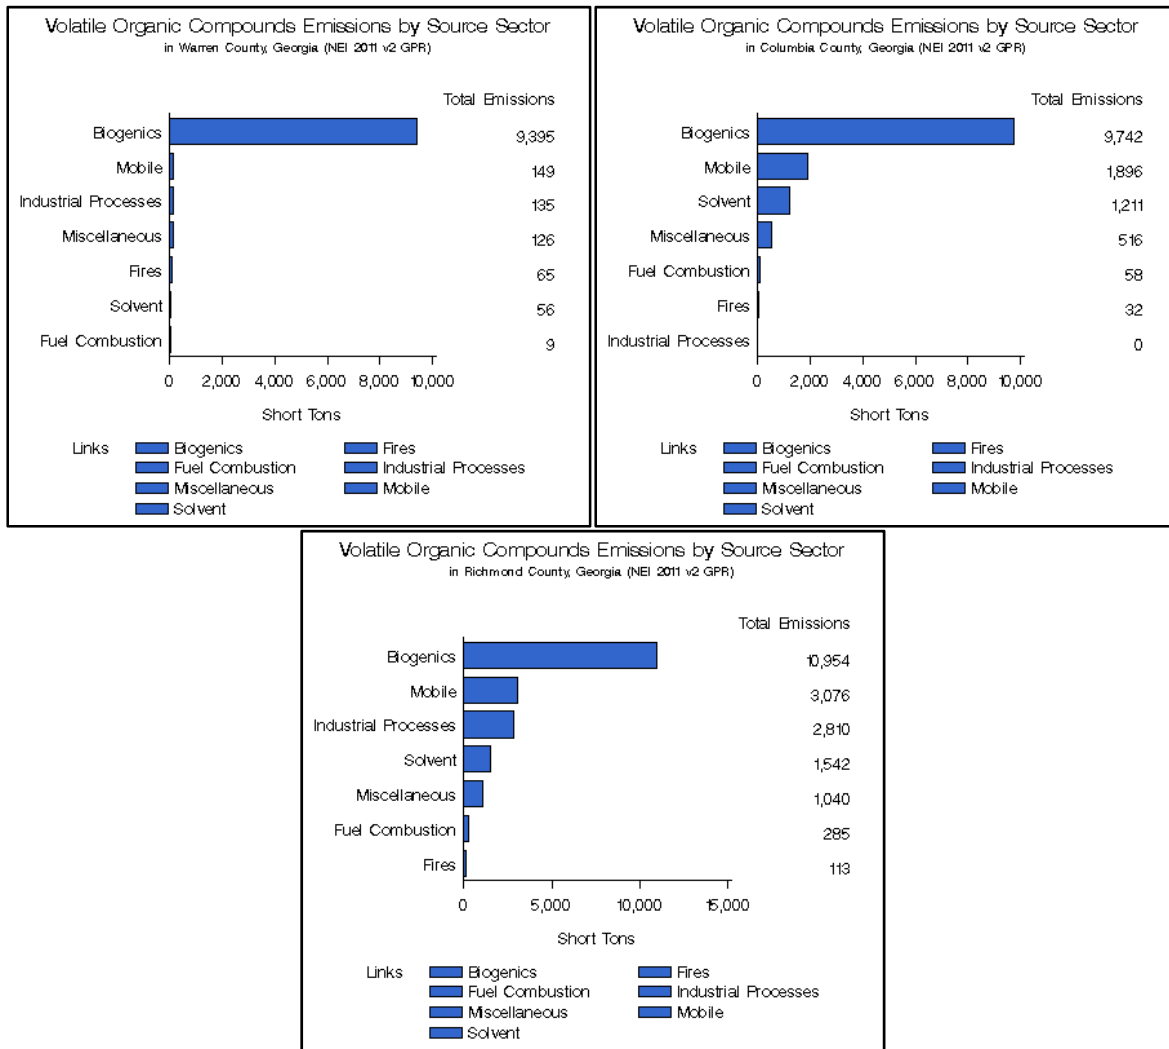 Volatile Organic Compounds Emissions by Source Sector
in Warren County, Georgia (NEI 2011 v2 GPR)
Total Emissions
Biogenics 9,395
Mobile 149
Industrial Processes 135
Miscellaneous 126
Fires 65
Solvent 56
Fuel Combustion 9
0 2,000 4,000 6,000 8,000 10,000
Short Tons
Links Biogenics Fires
Fuel Combustion Industrial Processes
Miscellaneous Mobile
Solvent
Volatile Organic Compounds Emissions by Source Sector
in Columbia County, Georgia (NEI 2011 v2 GPR)
Total Emissions
Biogenics 9,742
Mobile 1,896
Solvent 1,211
Miscellaneous 516
Fuel Combustion 58
Fires 32
Industrial Processes 0
0 2,000 4,000 6,000 8,000 10,000
Short Tons
Links Biogenics Fires
Fuel Combustion Industrial Processes
Miscellaneous Mobile
Solvent
Volatile Organic Compounds Emissions by Source Sector
in Richmond County, Georgia (NEI 2011 v2 GPR)
Total Emissions
Biogenics 10,954
Mobile 3,076
Industrial Processes 2,810
Solvent 1,542
Miscellaneous 1,040
Fuel Combustion 285
Fires 113
0 5,000 10,000 15,000
Short Tons
Links Biogenics Fires
Fuel Combustion Industrial Processes
Miscellaneous Mobile
Solvent